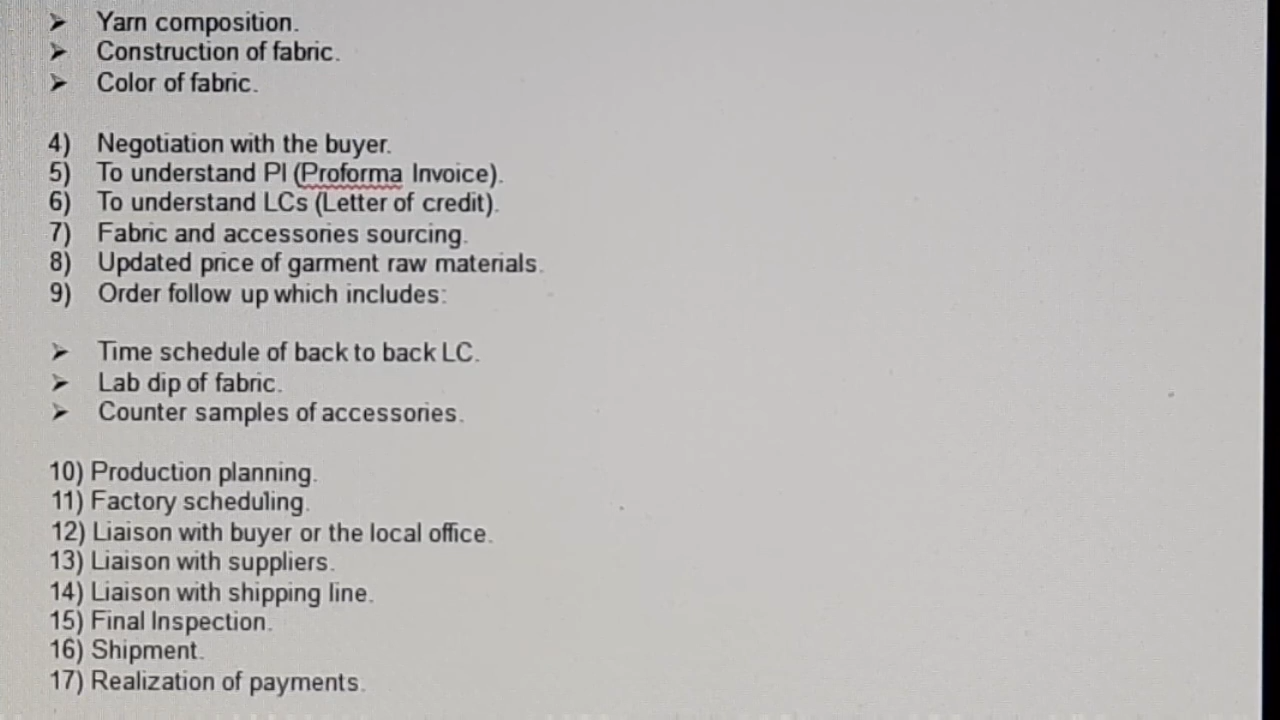 ➤ Yarn composition.
➤ Construction of fabric.
➤ Color of fabric.
4) Negotiation with the buyer.
5) To understand PI (Proforma Invoice).
6) To understand LCs (Letter of credit).
7) Fabric and accessories sourcing.
8) Updated price of garment raw materials.
9) Order follow up which includes:
➤ Time schedule of back to back LC.
➤ Lab dip of fabric.
➤ Counter samples of accessories.
10) Production planning.
11) Factory scheduling.
12) Liaison with buyer or the local office.
13) Liaison with suppliers.
14) Liaison with shipping line.
15) Final Inspection.
16) Shipment.
17) Realization of payments.